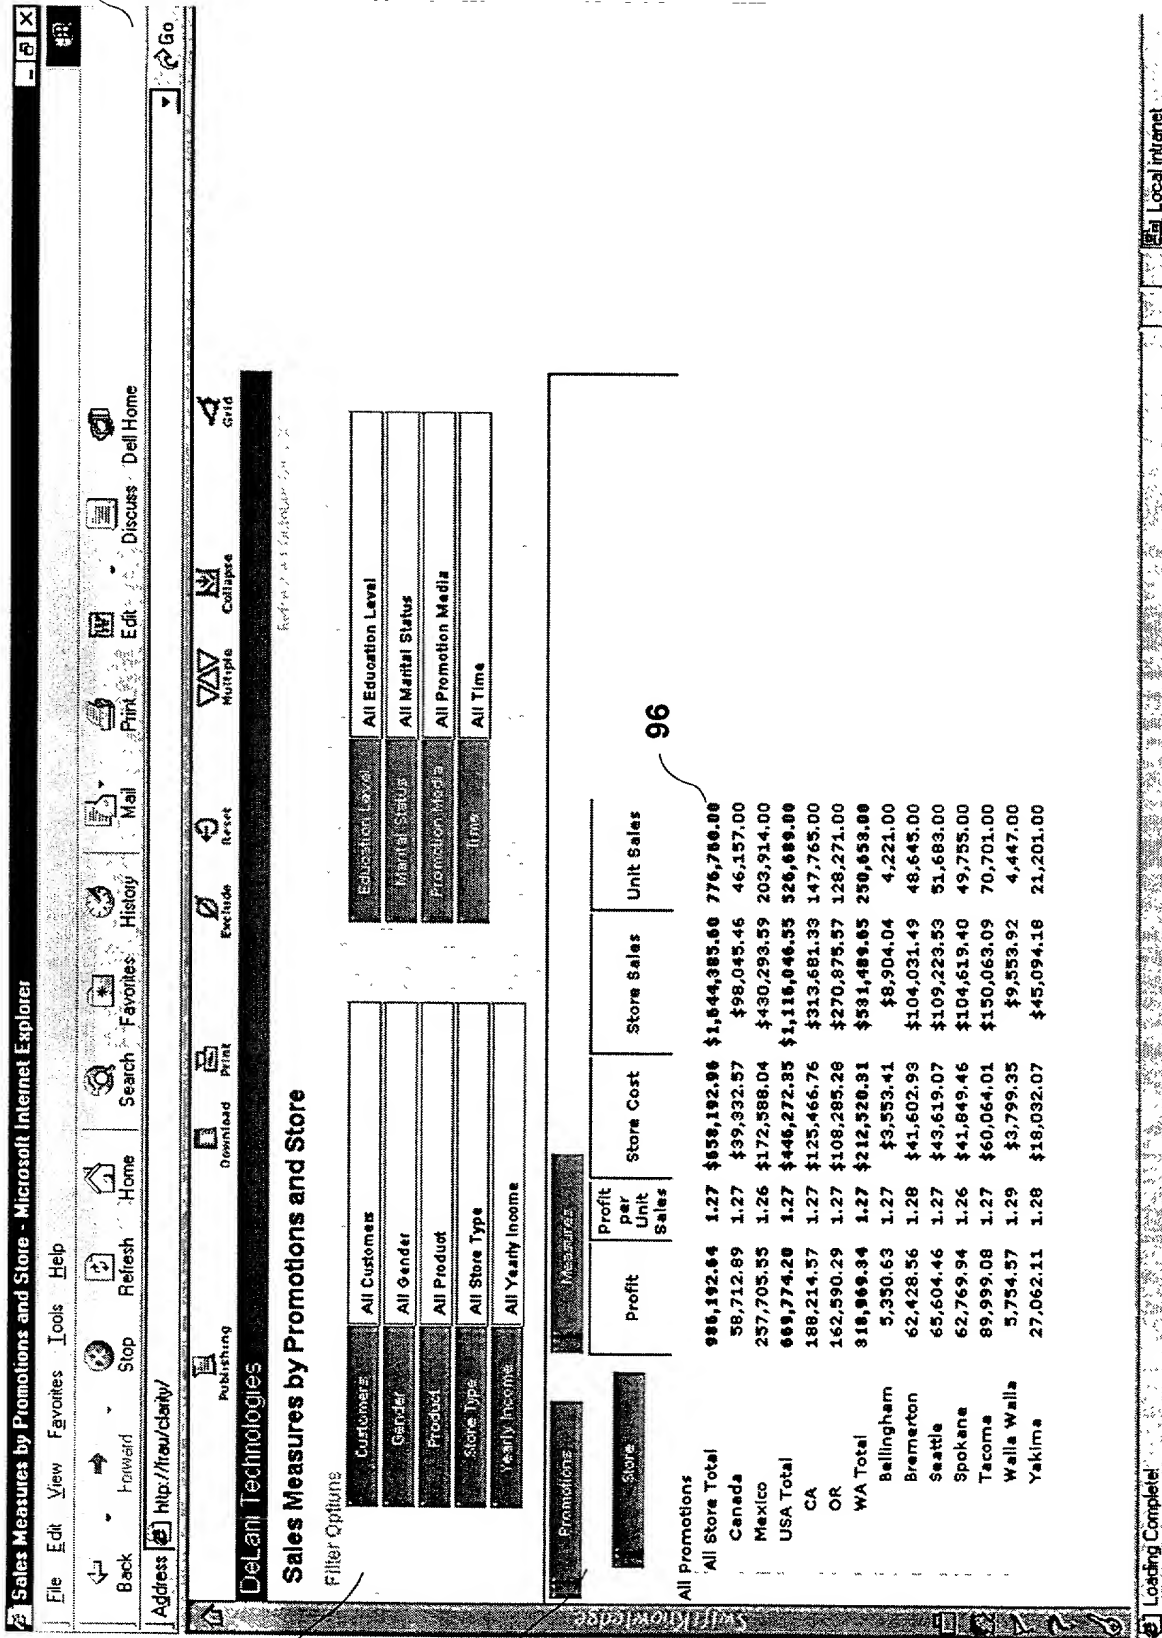 Sales Measures by Promotions and Store - Microsoft Internet Explorer
File Edit View Favorites Tools Help
Back Forward Stop Refresh Home Search Favorites History Mail Print Edit Discuss Dell Home
Address http://frau/clarity/ Go
Publishing Download Print Exclude Reset Multiple Collapse Grid
DeLani Technologies
Sales Measures by Promotions and Store
Filter Options
Customers All Customers Education Level All Education Level
Gender All Gender Marital Status All Marital Status
Product All Product Promotion Media All Promotion Media
Store Type All Store Type Time All Time
Yearly Income All Yearly Income
Promotions Measures
Store Profit Profit per Unit Sales Store Cost Store Sales Unit Sales
96
All Promotions
All Store Total 986,192.64 1.27 $658,192.96 $1,644,385.60 776,760.00
Canada 58,712.89 1.27 $39,332.57 $98,045.46 46,157.00
Mexico 257,705.55 1.26 $172,588.04 $430,293.59 203,914.00
USA Total 669,774.20 1.27 $446,272.35 $1,116,046.55 526,689.00
CA 188,214.57 1.27 $125,466.76 $313,681.33 147,765.00
OR 162,590.29 1.27 $108,285.28 $270,875.57 128,271.00
WA Total 318,969.34 1.27 $212,520.31 $531,489.65 250,653.00
Bellingham 5,350.63 1.27 $3,553.41 $8,904.04 4,221.00
Bremerton 62,428.56 1.28 $41,602.93 $104,031.49 48,645.00
Seattle 65,604.46 1.27 $43,619.07 $109,223.53 51,683.00
Spokane 62,769.94 1.26 $41,849.46 $104,619.40 49,755.00
Tacoma 89,999.08 1.27 $60,064.01 $150,063.09 70,701.00
Walla Walla 5,754.57 1.29 $3,799.35 $9,553.92 4,447.00
Yakima 27,062.11 1.28 $18,032.07 $45,094.18 21,201.00
SwiftKnowledge
Loading Complete! Local intranet